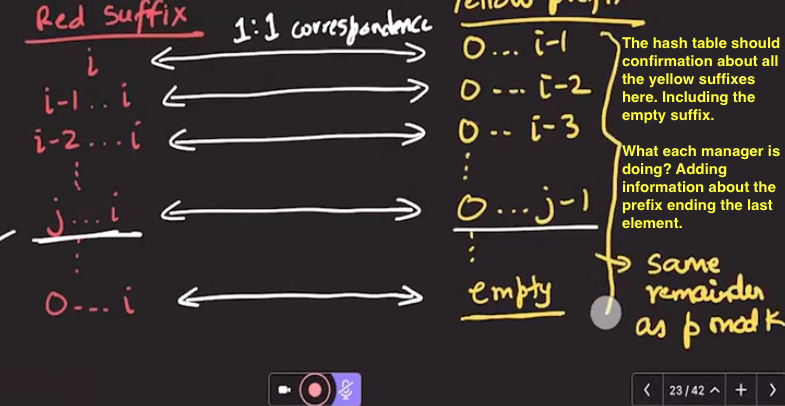 Red Suffix
1:1 correspondence
Yellow prefix
i
0... i-1
i-1 .. i
0 --- i-2
i-2 ... i
0 -- i-3
j...i
0...j-1
0--- i
empty
The hash table should
confirmation about all
the yellow suffixes
here. Including the
empty suffix.
What each manager is
doing? Adding
information about the
prefix ending the last
element.
→ same
remainder
as p mod K
23/42